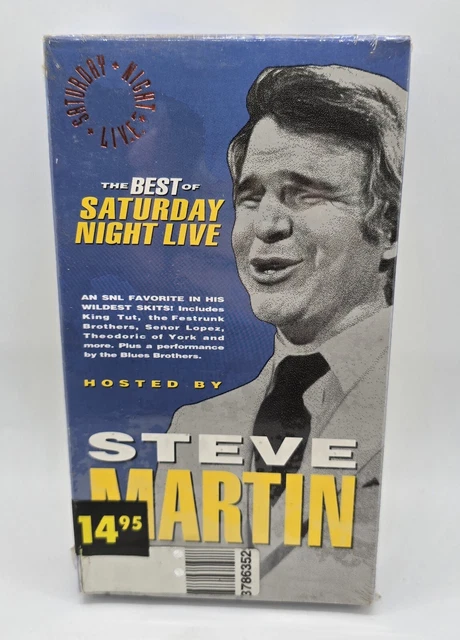 SATURDAY • NIGHT
LIVE •
THE BEST OF
SATURDAY
NIGHT LIVE
AN SNL FAVORITE IN HIS
WILDEST SKITS! Includes
King Tut, the Festrunk
Brothers, Señor Lopez,
Theodoric of York and
more. Plus a performance
by the Blues Brothers.
HOSTED BY
STEVE
MARTIN
14 95
3786352